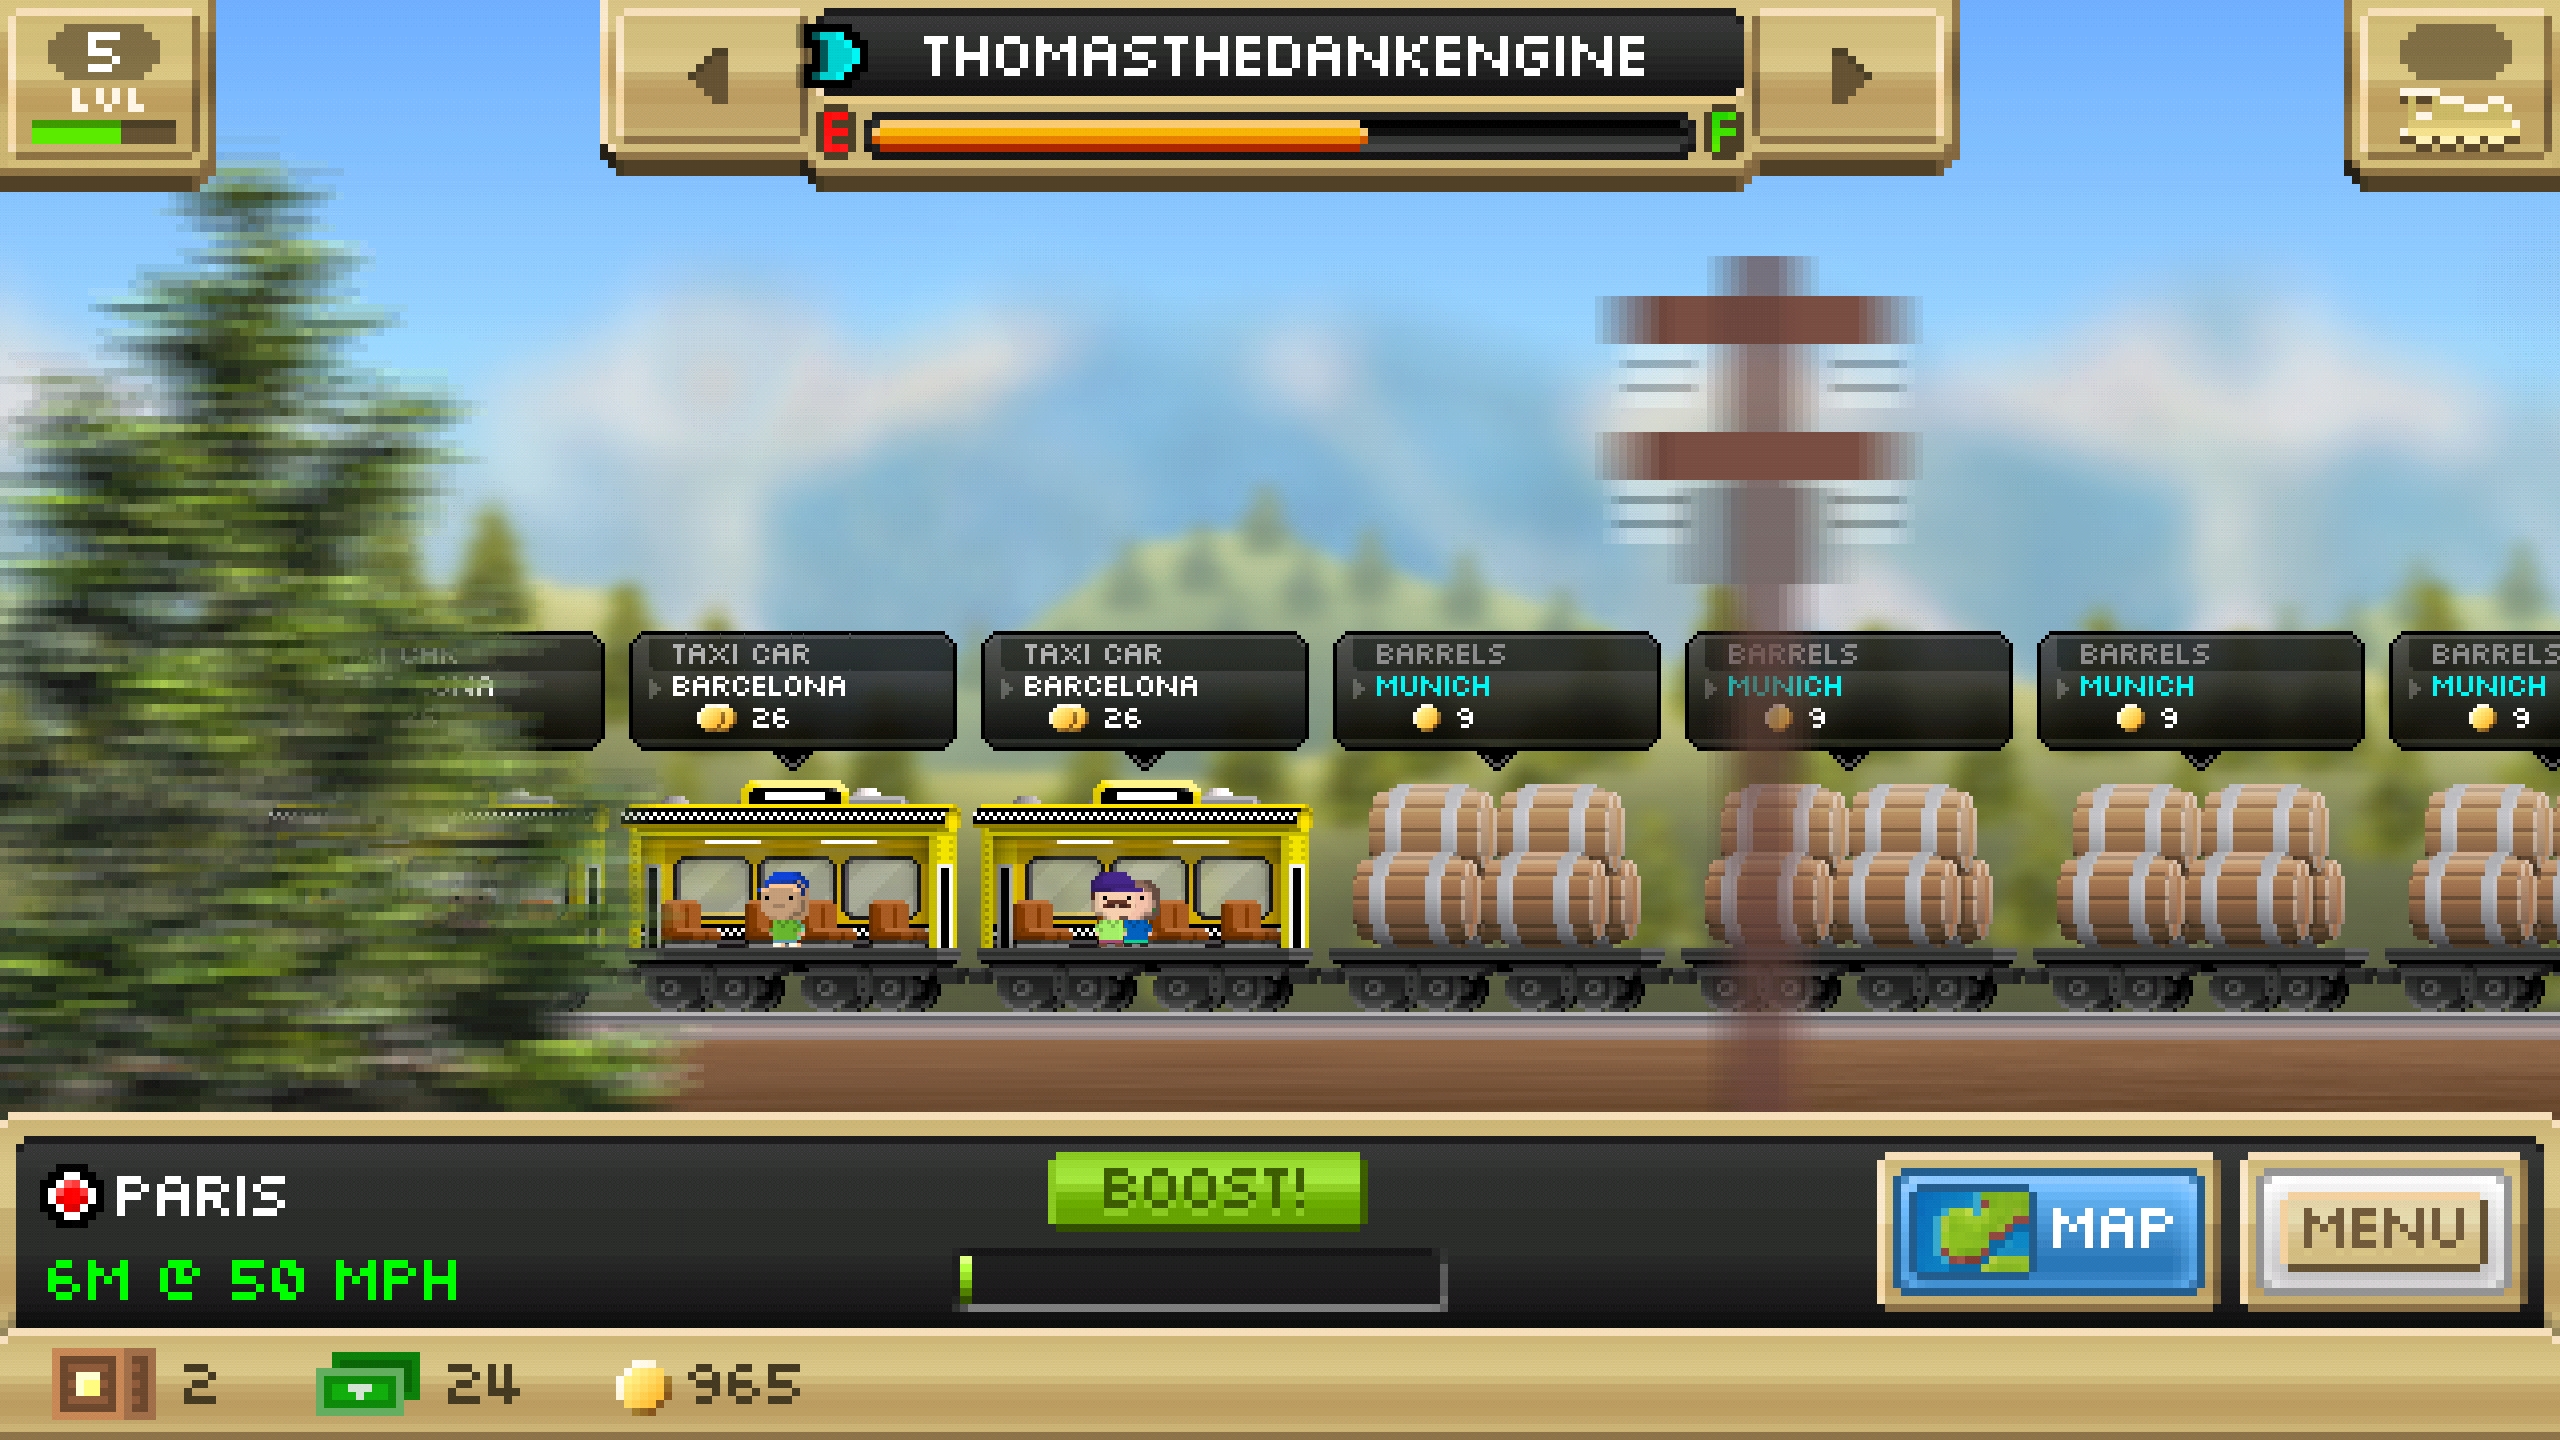 5
LVL
THOMASTHEDANKENGINE
E
F
TAXI CAR
BARCELONA
26
TAXI CAR
BARCELONA
26
BARRELS
MUNICH
9
BARRELS
MUNICH
9
BARRELS
MUNICH
9
BARRELS
MUNICH
9
PARIS
6M @ 50 MPH
BOOST!
MAP
MENU
2
24
965